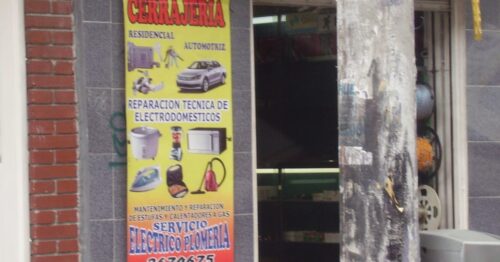 CERRAJERIA
RESIDENCIAL
AUTOMOTRIZ
REPARACION TECNICA DE
ELECTRODOMESTICOS
MANTENIMIENTO Y REPARACION
DE ESTUFAS Y CALENTADORES A GAS
SERVICIO
ELECTRICO PLOMERIA